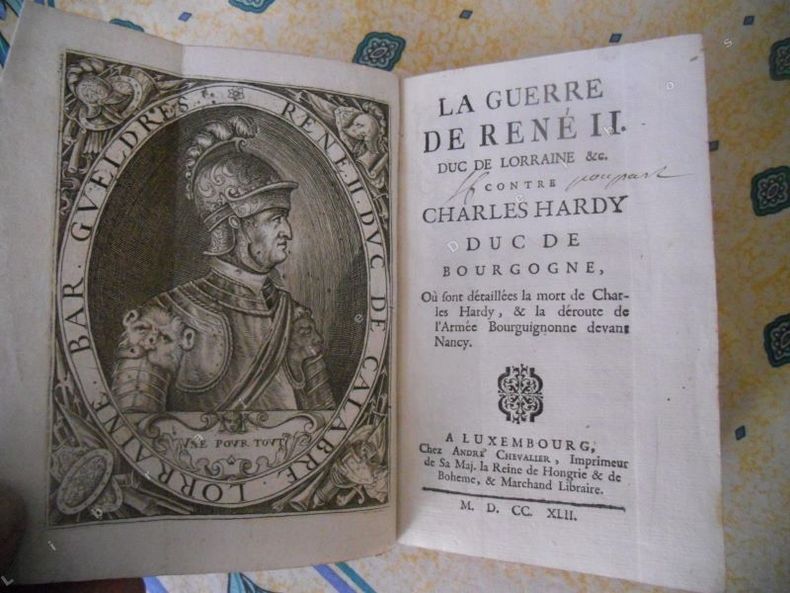 RENE. II. DVC DE CALABRE. LORRAINE. BAR. GVELDRES.
VNE POVR TOVT
LA GUERRE
DE RENÉ II.
DUC DE LORRAINE &c.
CONTRE
CHARLES HARDY
DUC DE
BOURGOGNE,
Où sont détaillées la mort de Char-
les Hardy, & la déroute de
l'Armée Bourguignonne devant
Nancy.
A LUXEMBOURG,
Chez ANDRÉ CHEVALIER, Imprimeur
de Sa Maj. la Reine de Hongrie & de
Boheme, & Marchand Libraire.
M. D. CC. XLII.